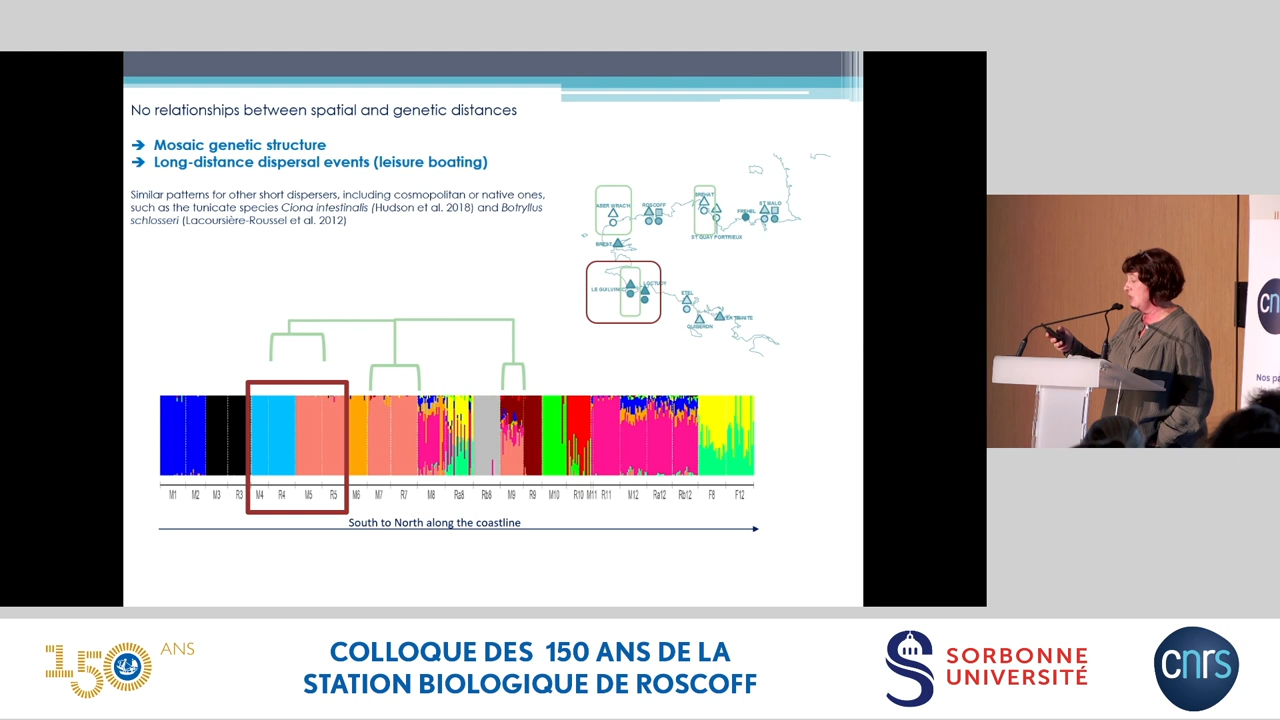 No relationships between spatial and genetic distances
➔ Mosaic genetic structure
➔ Long-distance dispersal events (leisure boating)
Similar patterns for other short dispersers, including cosmopolitan or native ones,
such as the tunicate species Ciona intestinalis (Hudson et al. 2018) and Botryllus
schlosseri (Lacoursière-Roussel et al. 2012)
ABER WRACH
ROSCOFF
BREHAT
FREHEL
ST MALO
ST QUAY PORTRIEUX
BREST
LE GUILVINEC
LOCTUDY
ETEL
QUIBERON
LA TRINITE
M1 M2 M3 R3 M4 R4 M5 R5 M6 M7 R7 M8 Ra8 Rb8 M9 R9 M10 R10 M11 R11 M12 Ra12 Rb12 F8 F12
South to North along the coastline
Nos pa
150 ANS
COLLOQUE DES 150 ANS DE LA
STATION BIOLOGIQUE DE ROSCOFF
SORBONNE
UNIVERSITÉ
cnrs